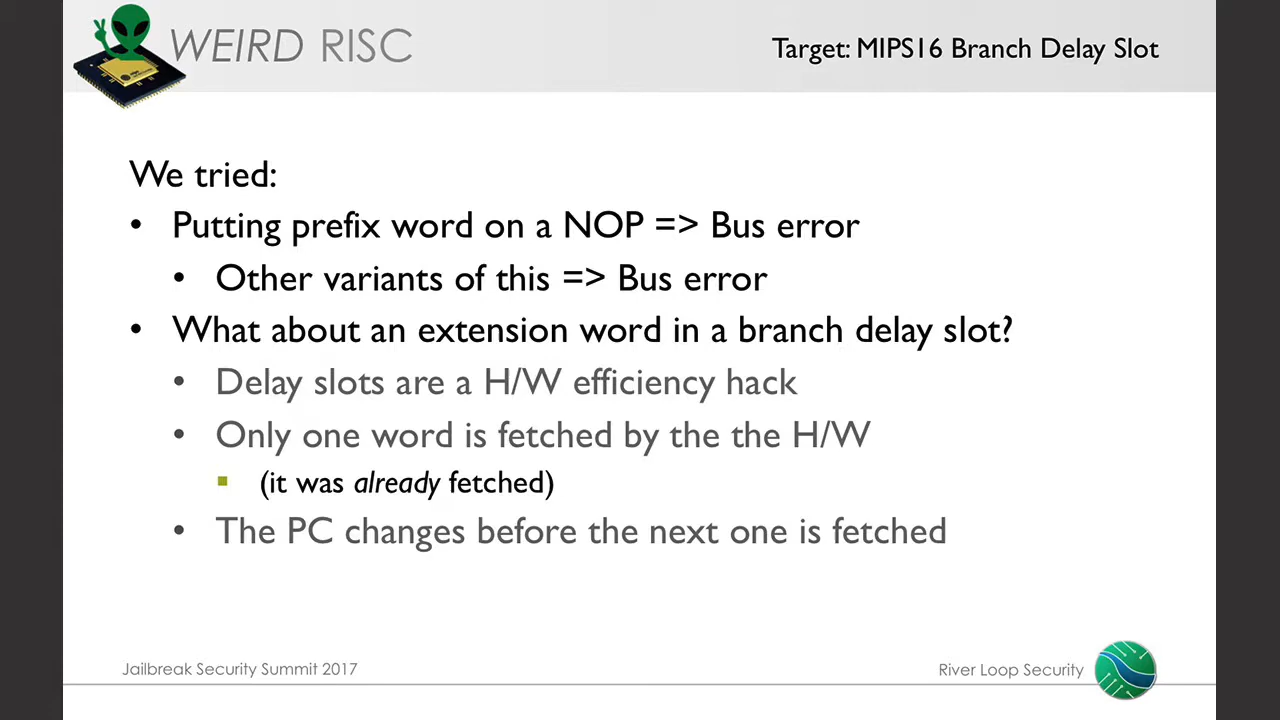 WEIRD RISC
Target: MIPS16 Branch Delay Slot
We tried:
• Putting prefix word on a NOP => Bus error
• Other variants of this => Bus error
• What about an extension word in a branch delay slot?
• Delay slots are a H/W efficiency hack
• Only one word is fetched by the the H/W
▪ (it was already fetched)
• The PC changes before the next one is fetched
Jailbreak Security Summit 2017
River Loop Security